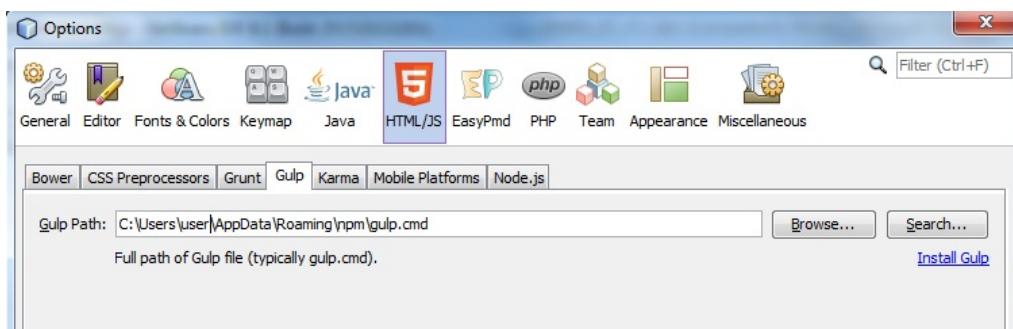 Options
Filter (Ctrl+F)
General Editor Fonts & Colors Keymap Java HTML/JS EasyPmd PHP Team Appearance Miscellaneous
Bower CSS Preprocessors Grunt Gulp Karma Mobile Platforms Node.js
Gulp Path: C:\Users\user\AppData\Roaming\npm\gulp.cmd Browse... Search...
Full path of Gulp file (typically gulp.cmd). Install Gulp